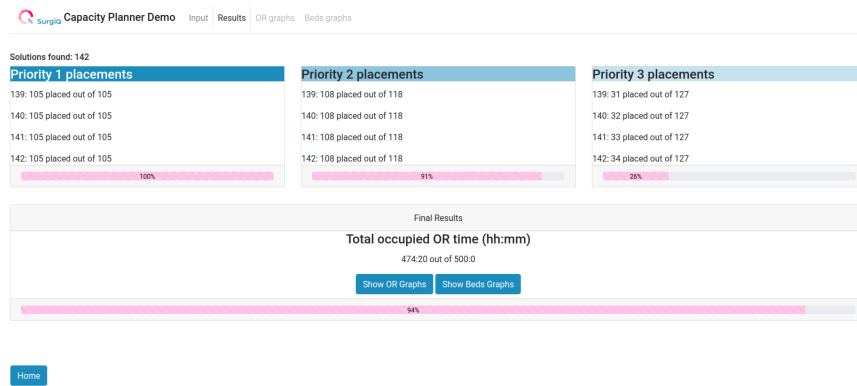 SurgiQ Capacity Planner Demo Input Results OR graphs Beds graphs
Solutions found: 142
Priority 1 placements
139: 105 placed out of 105
140: 105 placed out of 105
141: 105 placed out of 105
142: 105 placed out of 105
100%
Priority 2 placements
139: 108 placed out of 118
140: 108 placed out of 118
141: 108 placed out of 118
142: 108 placed out of 118
91%
Priority 3 placements
139: 31 placed out of 127
140: 32 placed out of 127
141: 33 placed out of 127
142: 34 placed out of 127
26%
Final Results
Total occupied OR time (hh:mm)
474:20 out of 500:0
Show OR Graphs Show Beds Graphs
94%
Home